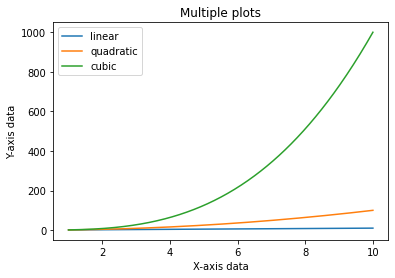 Multiple plots
linear
quadratic
cubic
1000
800
600
400
200
0
Y-axis data
2
4
6
8
10
X-axis data